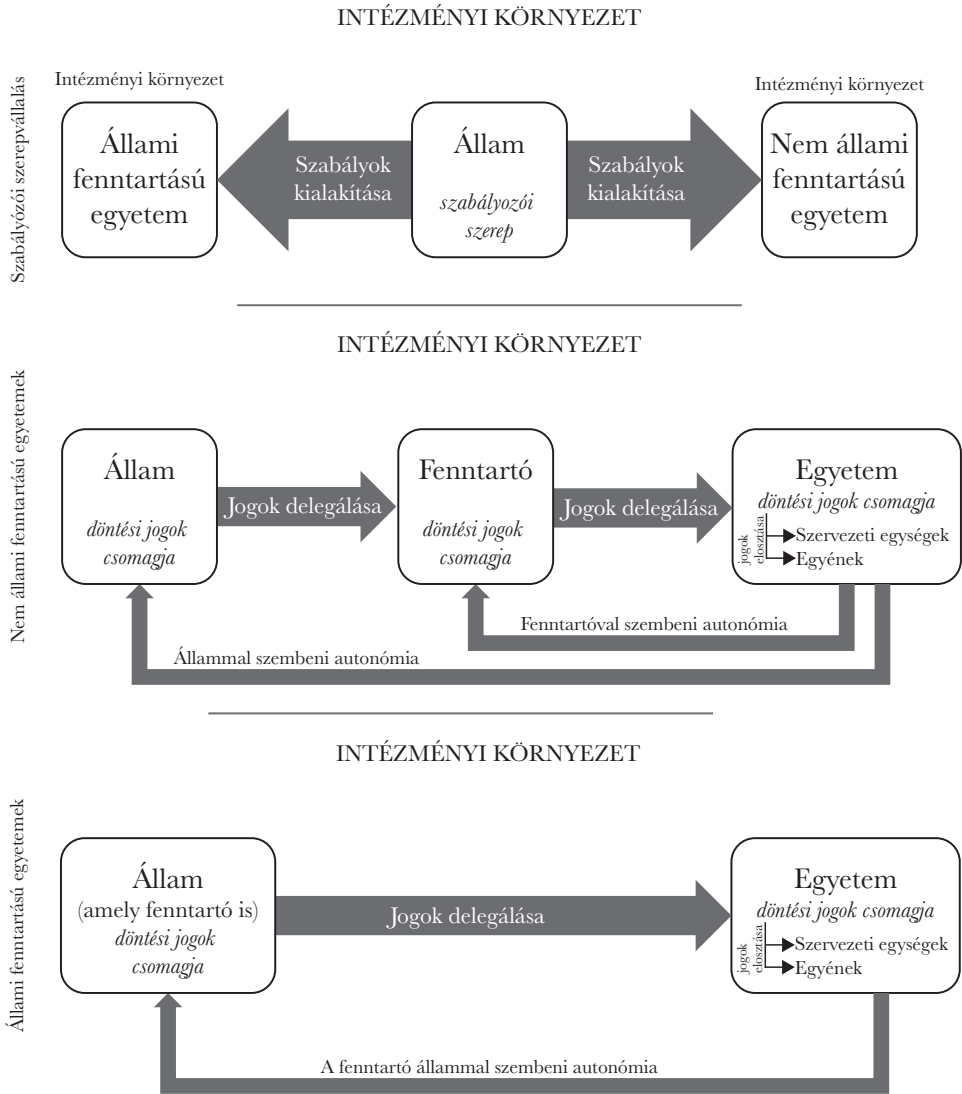 INTÉZMÉNYI KÖRNYEZET
Szabályozói szerepvállalás
Intézményi környezet
Állami
fenntartású
egyetem
Szabályok
kialakítása
Állam
szabályozói
szerep
Szabályok
kialakítása
Intézményi környezet
Nem állami
fenntartású
egyetem
INTÉZMÉNYI KÖRNYEZET
Nem állami fenntartású egyetemek
Állam
döntési jogok
csomagja
Jogok delegálása
Fenntartó
döntési jogok
csomagja
Jogok delegálása
Egyetem
döntési jogok csomagja
jogok
elosztása
Szervezeti egységek
Egyének
Fenntartóval szembeni autonómia
Állammal szembeni autonómia
INTÉZMÉNYI KÖRNYEZET
Állami fenntartású egyetemek
Állam
(amely fenntartó is)
döntési jogok
csomagja
Jogok delegálása
Egyetem
döntési jogok csomagja
jogok
elosztása
Szervezeti egységek
Egyének
A fenntartó állammal szembeni autonómia